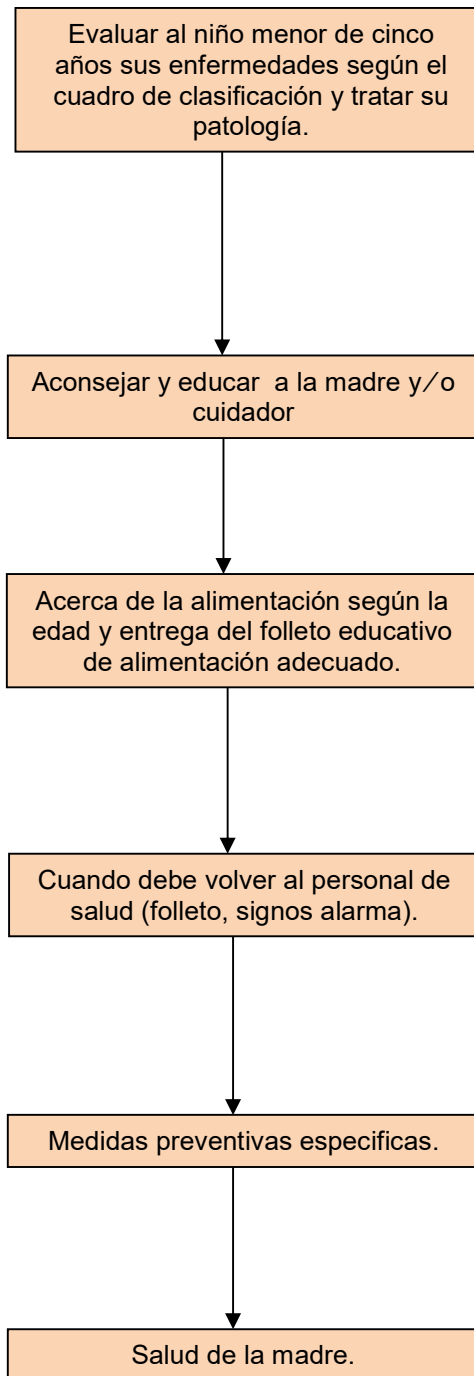 Evaluar al niño menor de cinco
años sus enfermedades según el
cuadro de clasificación y tratar su
patología.
Aconsejar y educar  a la madre y/o
cuidador
Acerca de la alimentación según la
edad y entrega del folleto educativo
de alimentación adecuado.
Cuando debe volver al personal de
salud (folleto, signos alarma).
Medidas preventivas especificas.
Salud de la madre.